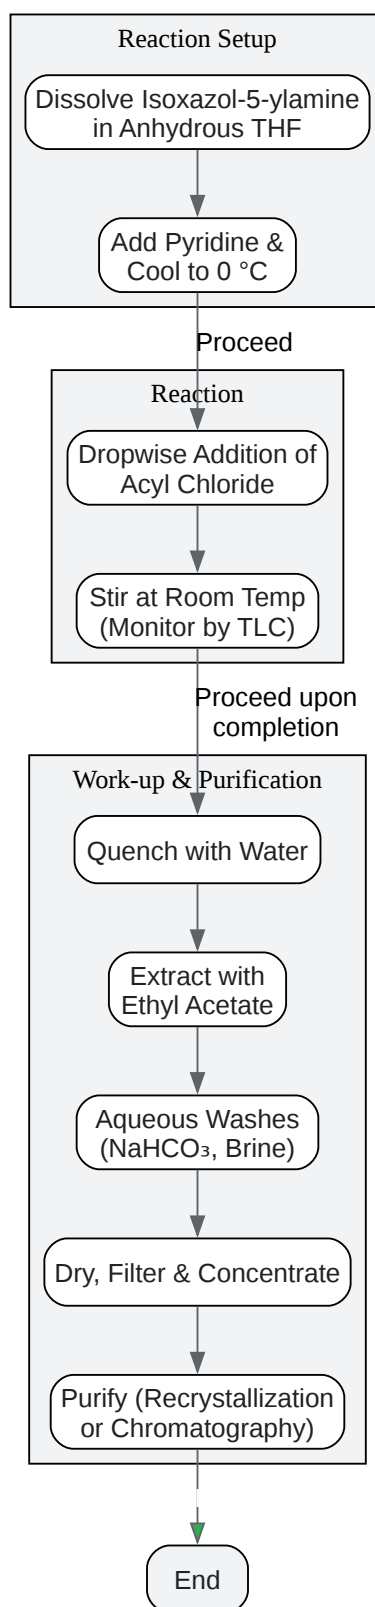 Reaction Setup
Dissolve Isoxazol-5-ylamine
in Anhydrous THF
Add Pyridine &
Cool to 0 °C
Proceed
Reaction
Dropwise Addition of
Acyl Chloride
Stir at Room Temp
(Monitor by TLC)
Proceed upon
completion
Work-up & Purification
Quench with Water
Extract with
Ethyl Acetate
Aqueous Washes
(NaHCO₃, Brine)
Dry, Filter & Concentrate
Purify (Recrystallization
or Chromatography)
End